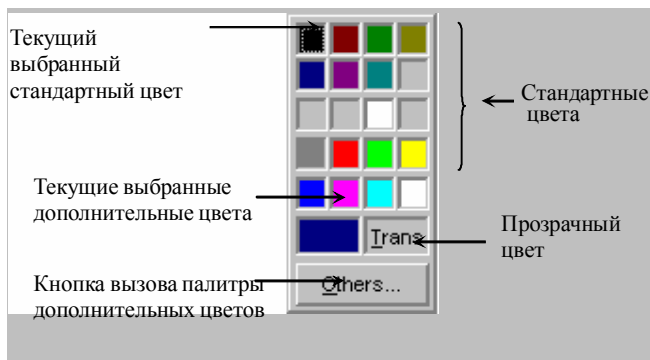 Текущий
выбранный
стандартный цвет
Стандартные
цвета
Текущие выбранные
дополнительные цвета
Trans
Прозрачный
цвет
Кнопка вызова палитры
дополнительных цветов
Others...